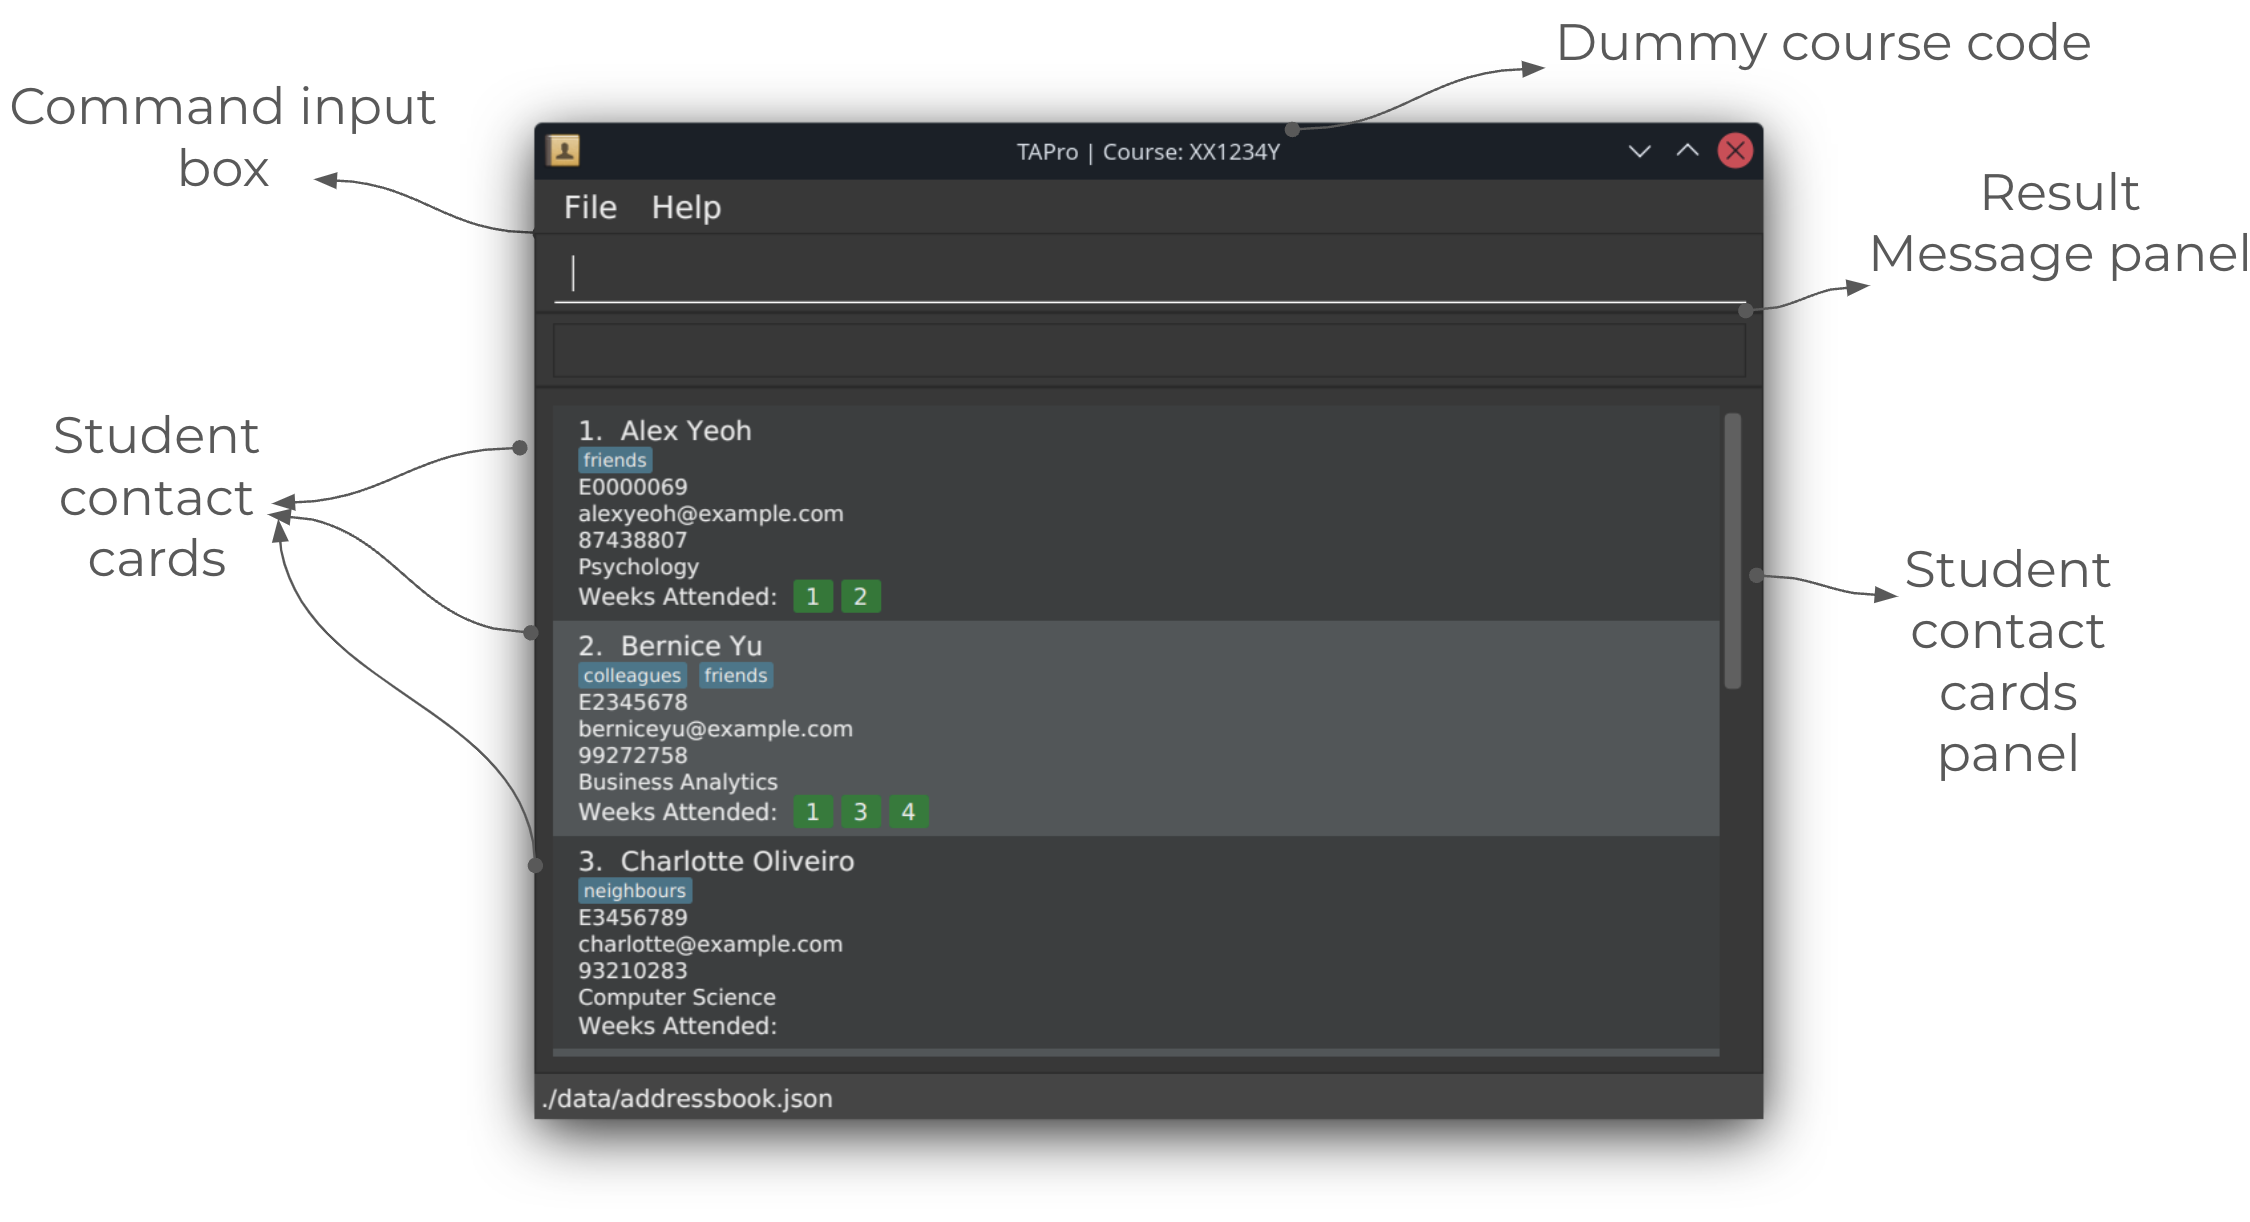 Dummy course code
Command input
box
TAPro | Course: XX1234Y
File Help
Result
Message panel
Student
contact
cards
1. Alex Yeoh
friends
E0000069
alexyeoh@example.com
87438807
Psychology
Weeks Attended: 1 2
2. Bernice Yu
colleagues friends
E2345678
berniceyu@example.com
99272758
Business Analytics
Weeks Attended: 1 3 4
3. Charlotte Oliveiro
neighbours
E3456789
charlotte@example.com
93210283
Computer Science
Weeks Attended:
Student
contact
cards
panel
./data/addressbook.json